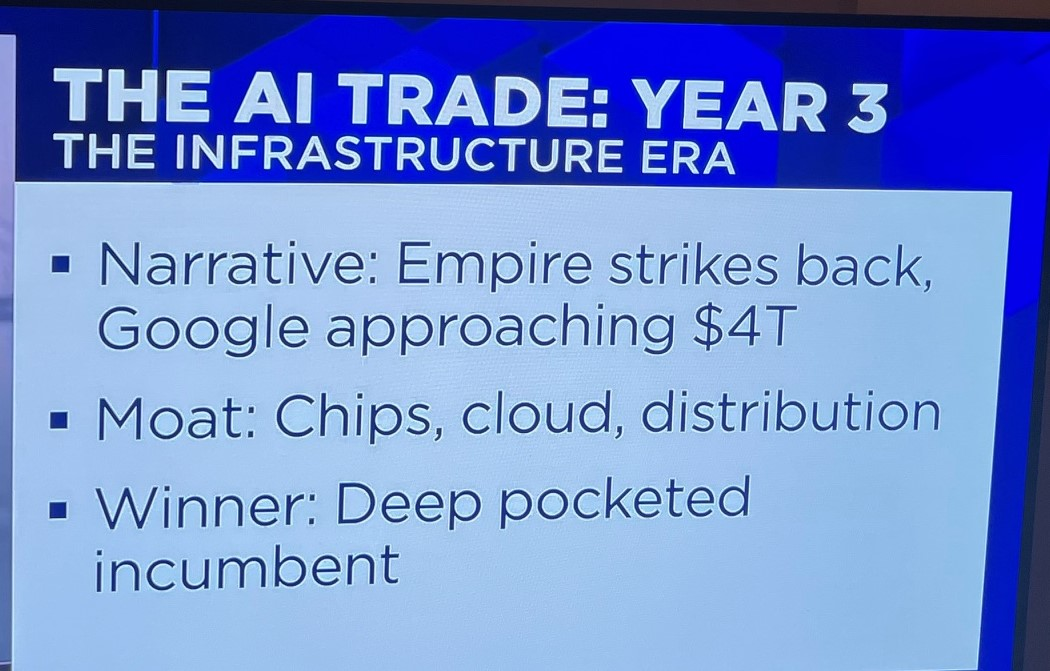 THE AI TRADE: YEAR 3
THE INFRASTRUCTURE ERA
▪ Narrative: Empire strikes back,
Google approaching $4T
▪ Moat: Chips, cloud, distribution
▪ Winner: Deep pocketed
incumbent